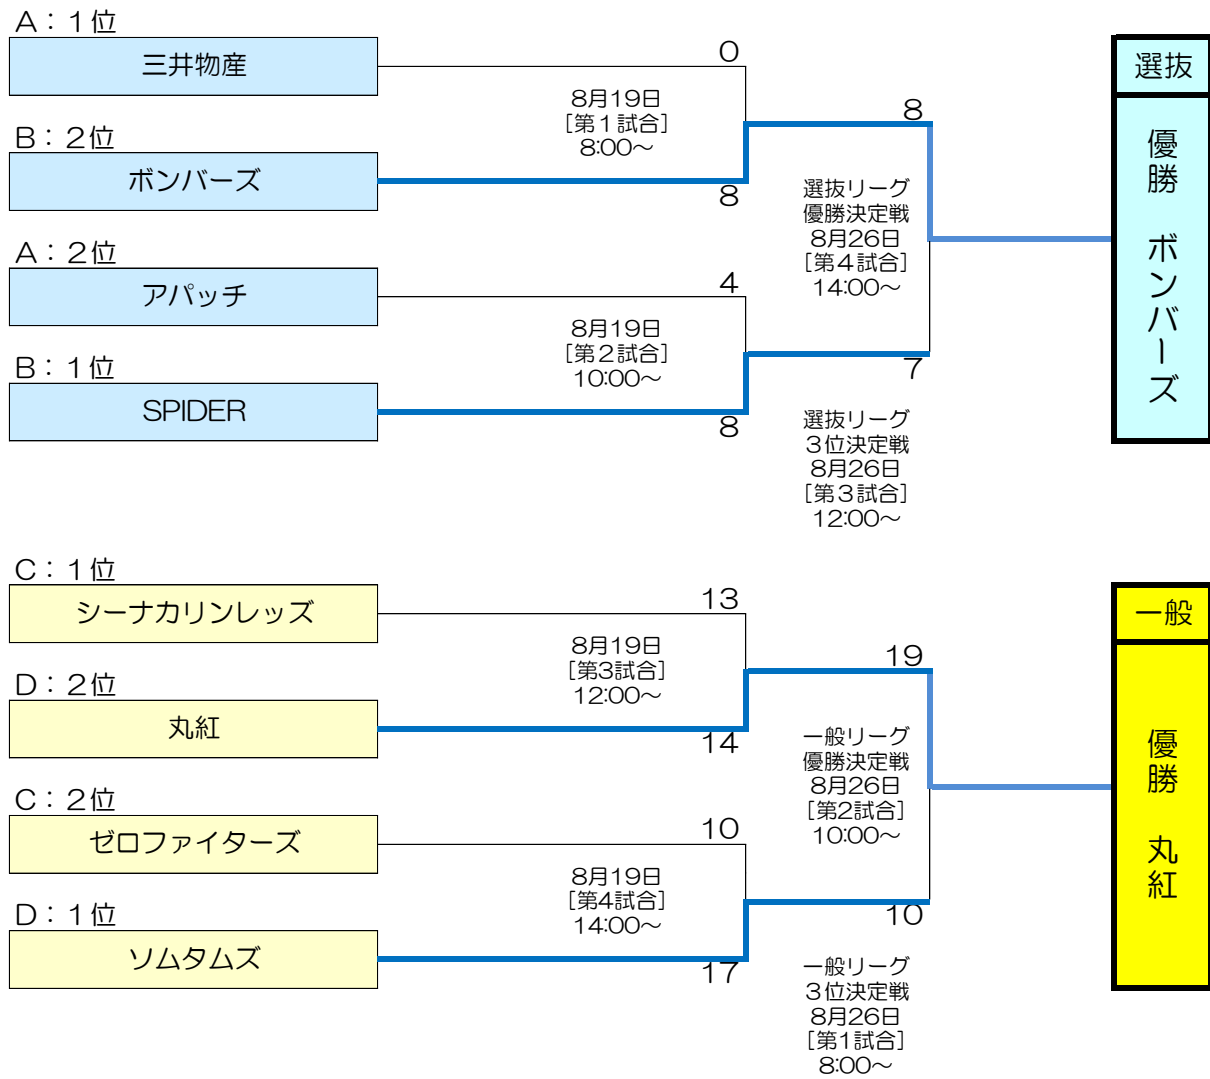 A：１位
三井物産
0
8月19日
[第１試合]
8:00～
B：２位
ボンバーズ
8
A：２位
アパッチ
4
8月19日
[第２試合]
10:00～
B：１位
SPIDER
8
8
選抜リーグ
優勝決定戦
8月26日
[第４試合]
14:00～
7
選抜リーグ
３位決定戦
8月26日
[第３試合]
12:00～
選抜
優勝　ボンバーズ
C：１位
シーナカリンレッズ
13
8月19日
[第3試合]
12:00～
D：２位
丸紅
14
C：２位
ゼロファイターズ
10
8月19日
[第4試合]
14:00～
D：１位
ソムタムズ
17
19
一般リーグ
優勝決定戦
8月26日
[第2試合]
10:00～
10
一般リーグ
３位決定戦
8月26日
[第1試合]
8:00～
一般
優勝　丸紅